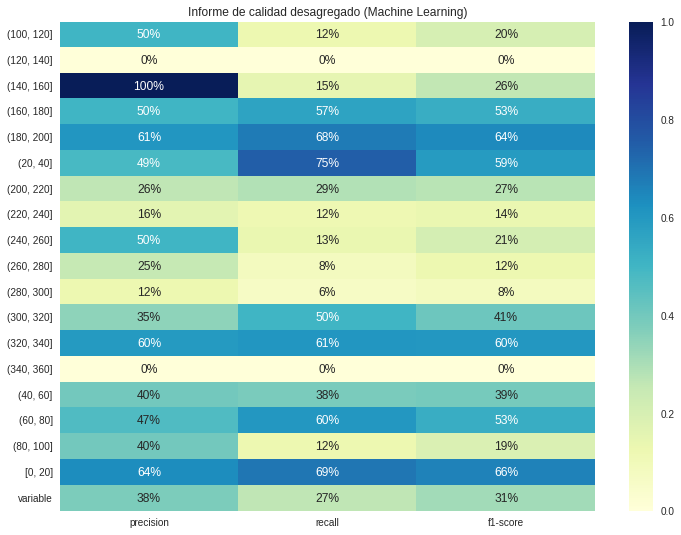 Informe de calidad desagregado (Machine Learning)
(100, 120] 50% 12% 20%
(120, 140] 0% 0% 0%
(140, 160] 100% 15% 26%
(160, 180] 50% 57% 53%
(180, 200] 61% 68% 64%
(20, 40] 49% 75% 59%
(200, 220] 26% 29% 27%
(220, 240] 16% 12% 14%
(240, 260] 50% 13% 21%
(260, 280] 25% 8% 12%
(280, 300] 12% 6% 8%
(300, 320] 35% 50% 41%
(320, 340] 60% 61% 60%
(340, 360] 0% 0% 0%
(40, 60] 40% 38% 39%
(60, 80] 47% 60% 53%
(80, 100] 40% 12% 19%
[0, 20] 64% 69% 66%
variable 38% 27% 31%
precision recall f1-score
1.0
0.8
0.6
0.4
0.2
0.0